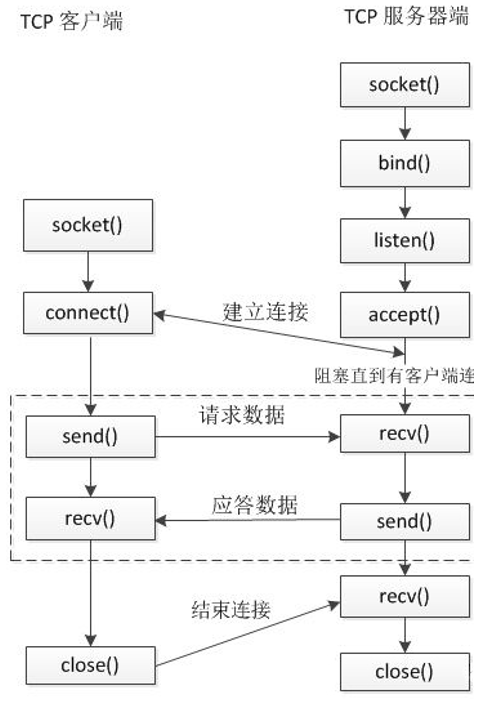 TCP 客户端
TCP 服务器端
socket()
bind()
socket()
listen()
connect()
建立连接
accept()
阻塞直到有客户端连
send()
请求数据
recv()
recv()
应答数据
send()
结束连接
recv()
close()
close()